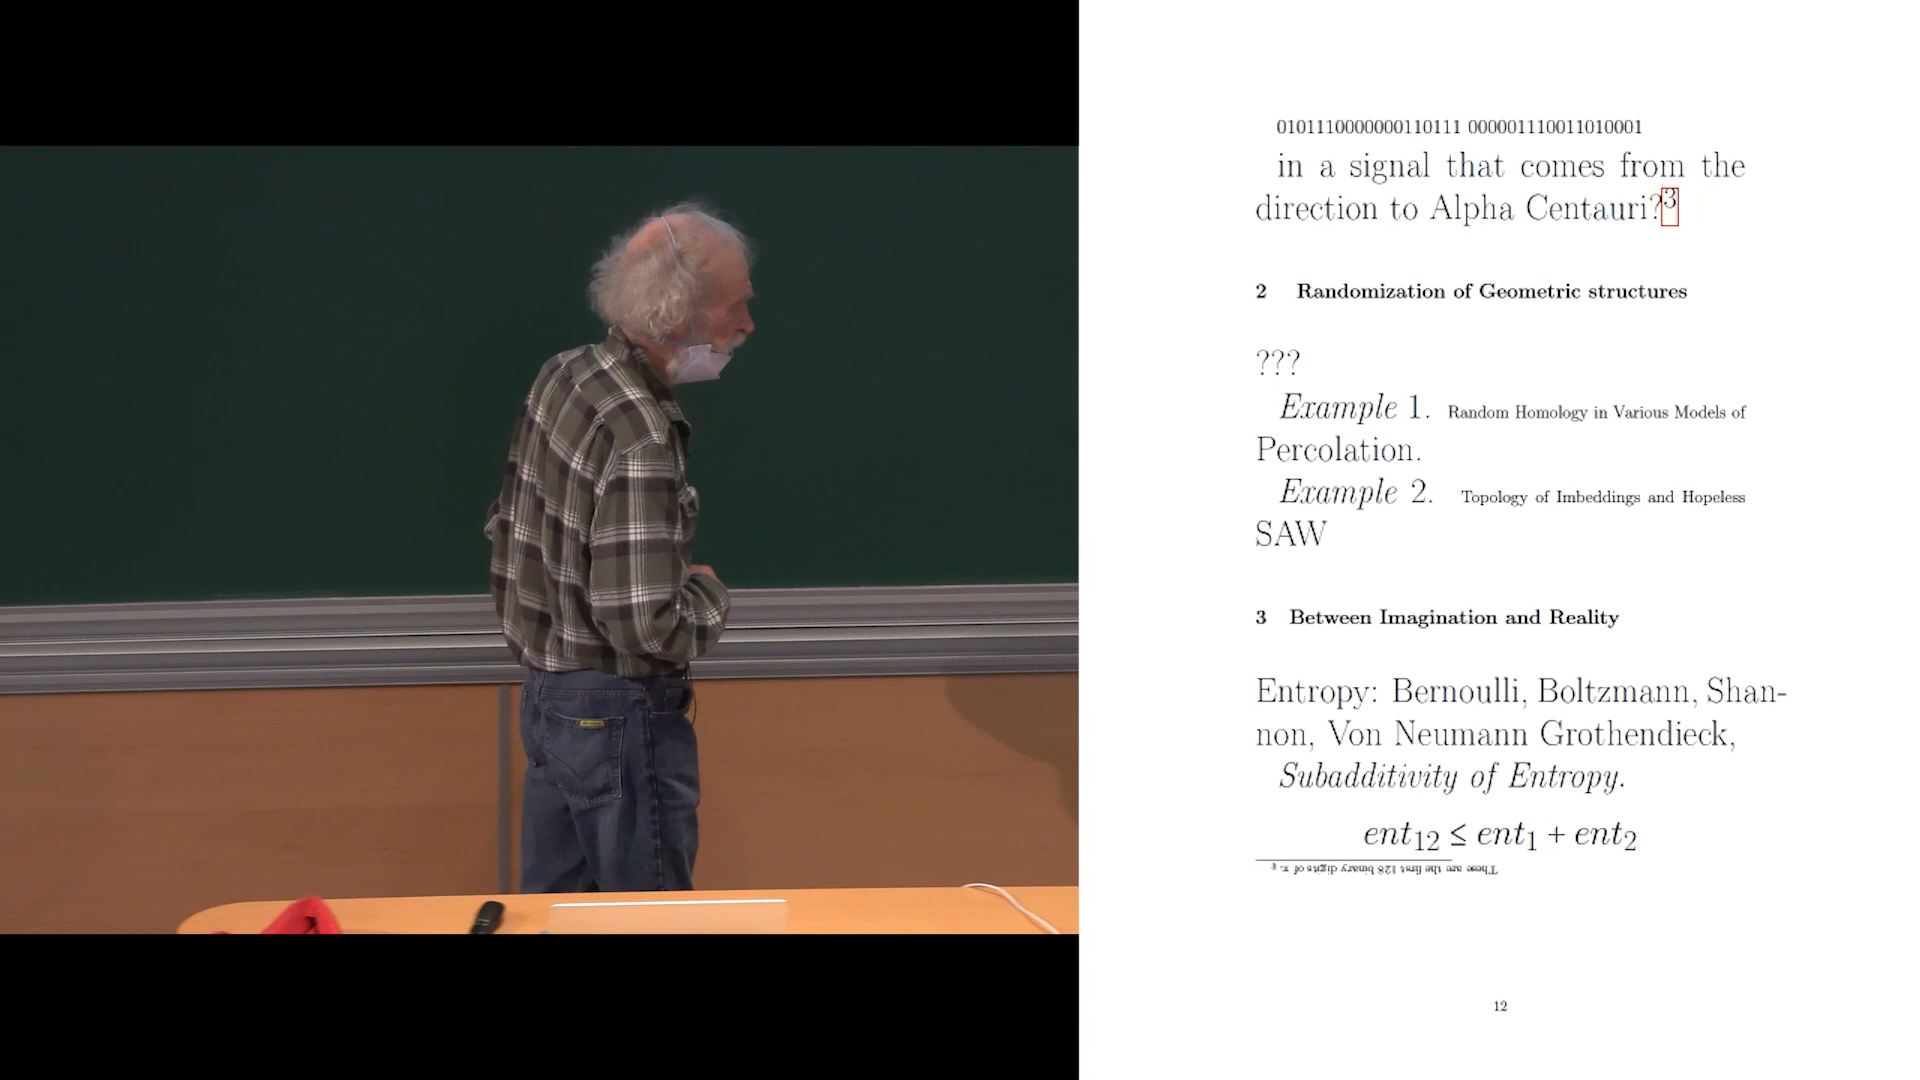 0101110000000110111 0000011110011010001
in a signal that comes from the
direction to Alpha Centauri?3
2 Randomization of Geometric structures
???
Example 1. Random Homology in Various Models of
Percolation.
Example 2. Topology of Imbeddings and Hopeless
SAW
3 Between Imagination and Reality
Entropy: Bernoulli, Boltzmann, Shan-
non, Von Neumann Grothendieck,
Subadditivity of Entropy.
ent12 ≤ ent1 + ent2
3 These are the first 128 binary digits of π.
12